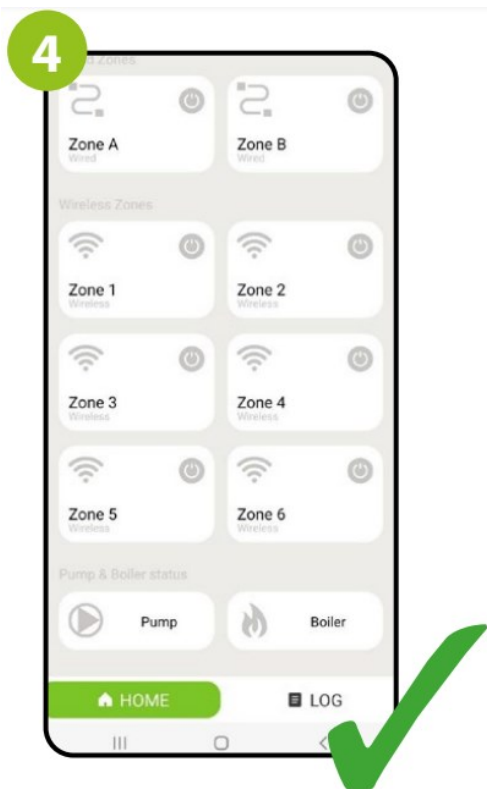 4
Zones
Zone A
Wired
Zone B
Wired
Wireless Zones
Zone 1
Wireless
Zone 2
Wireless
Zone 3
Wireless
Zone 4
Wireless
Zone 5
Wireless
Zone 6
Wireless
Pump & Boiler status
Pump
Boiler
HOME
LOG